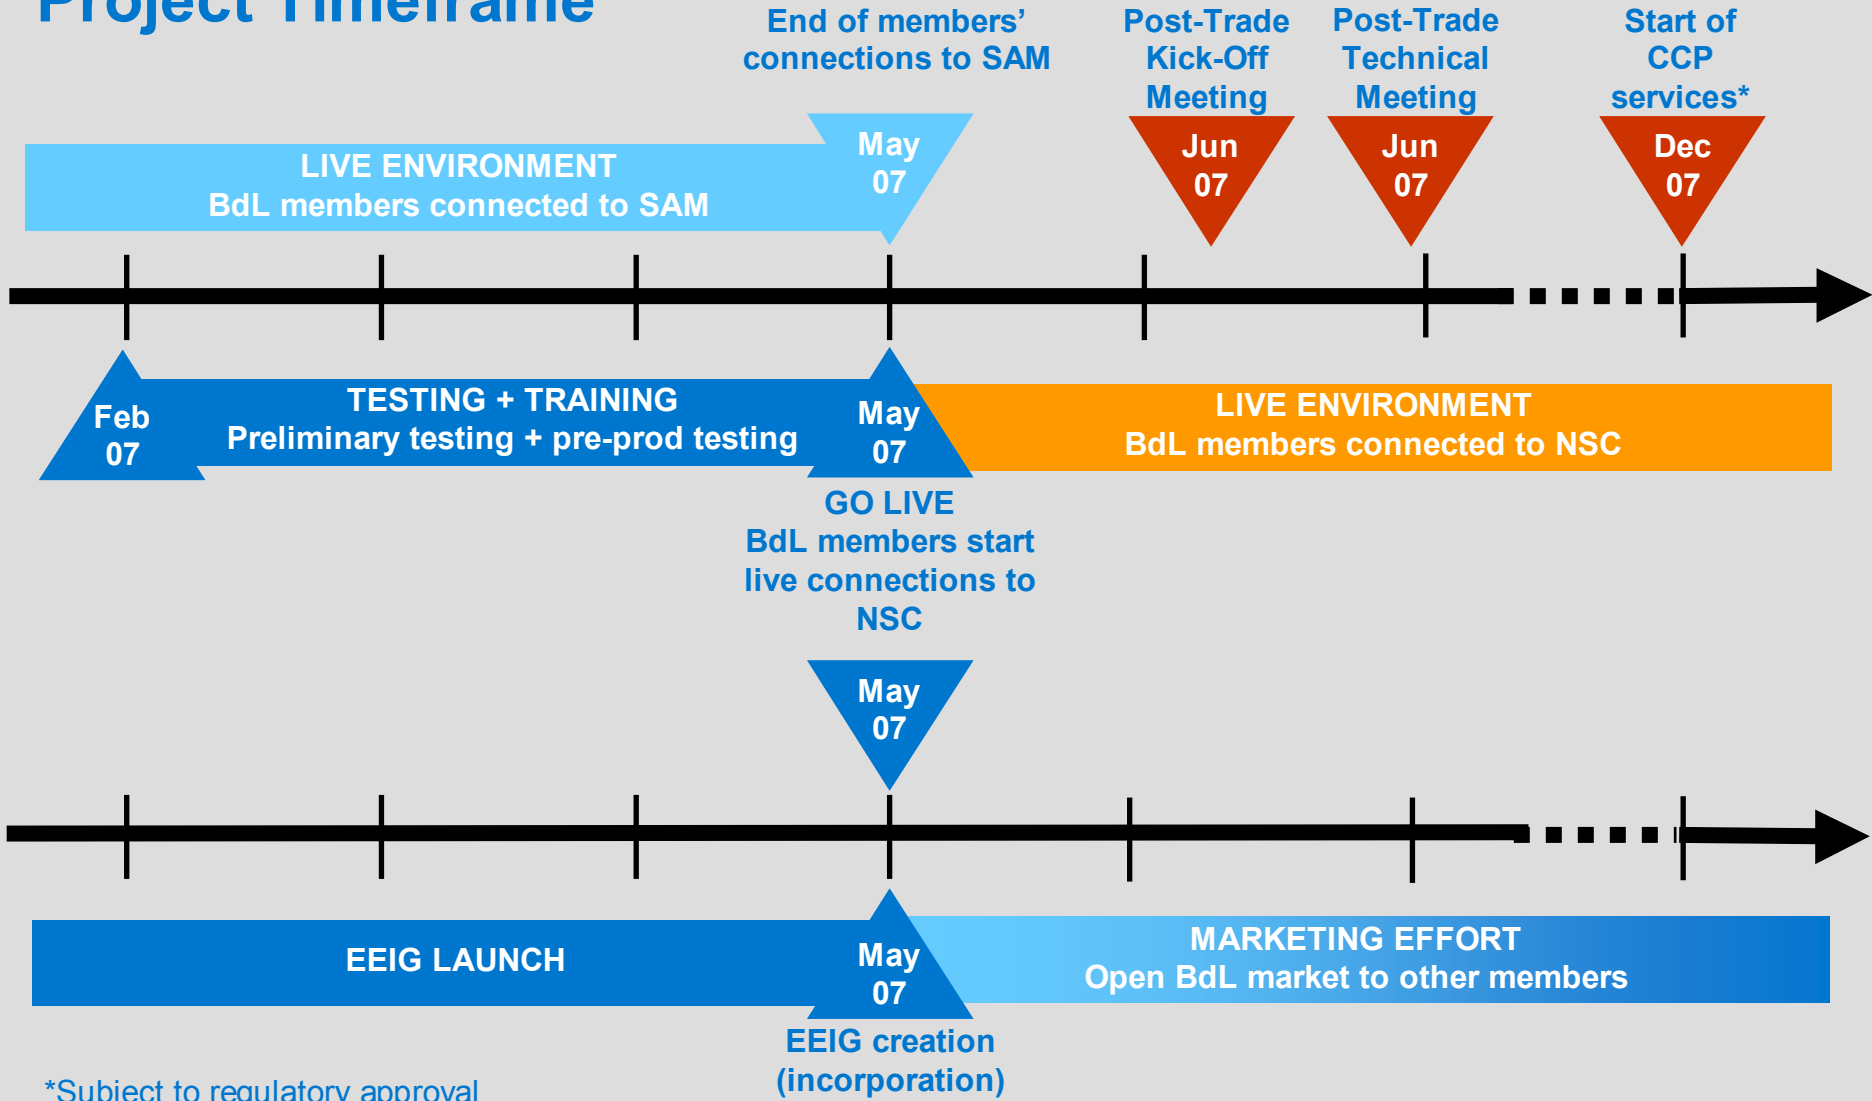 Project Timeframe
End of members’
connections to SAM
Post-Trade
Kick-Off
Meeting
Post-Trade
Technical
Meeting
Start of
CCP
services*
May
07
Jun
07
Jun
07
Dec
07
LIVE ENVIRONMENT
BdL members connected to SAM
Feb
07
TESTING + TRAINING
Preliminary testing + pre-prod testing
May
07
LIVE ENVIRONMENT
BdL members connected to NSC
GO LIVE
BdL members start
live connections to
NSC
May
07
EEIG LAUNCH
May
07
MARKETING EFFORT
Open BdL market to other members
EEIG creation
(incorporation)
*Subject to regulatory approval